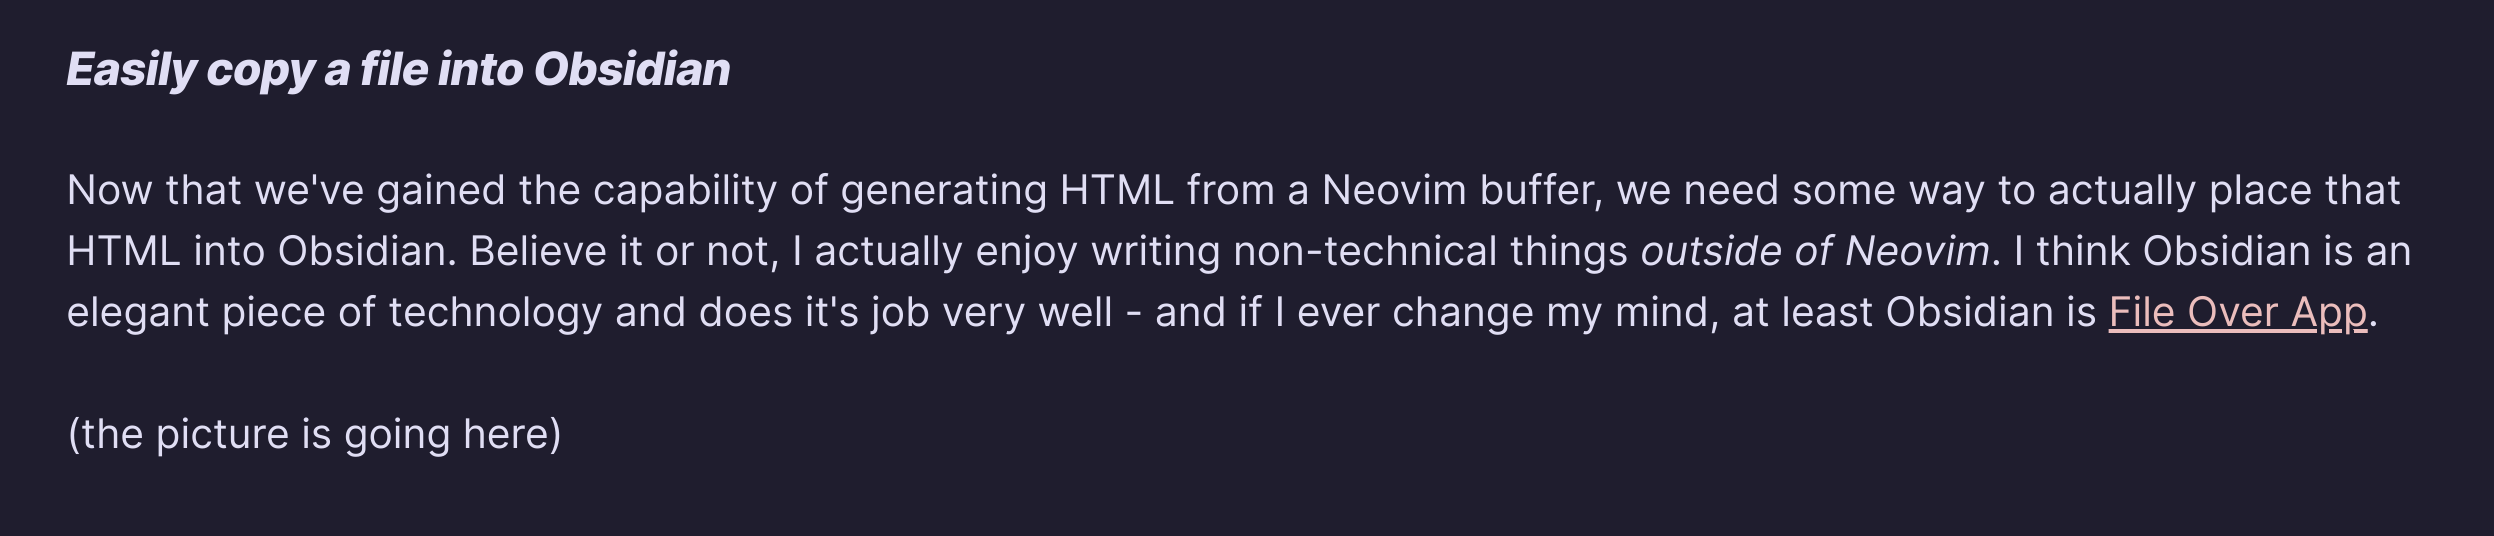 Easily copy a file into Obsidian
Now that we've gained the capability of generating HTML from a Neovim buffer, we need some way to actually place that
HTML into Obsidian. Believe it or not, I actually enjoy writing non-technical things outside of Neovim. I think Obsidian is an
elegant piece of technology and does it's job very well - and if I ever change my mind, at least Obsidian is File Over App.
(the picture is going here)